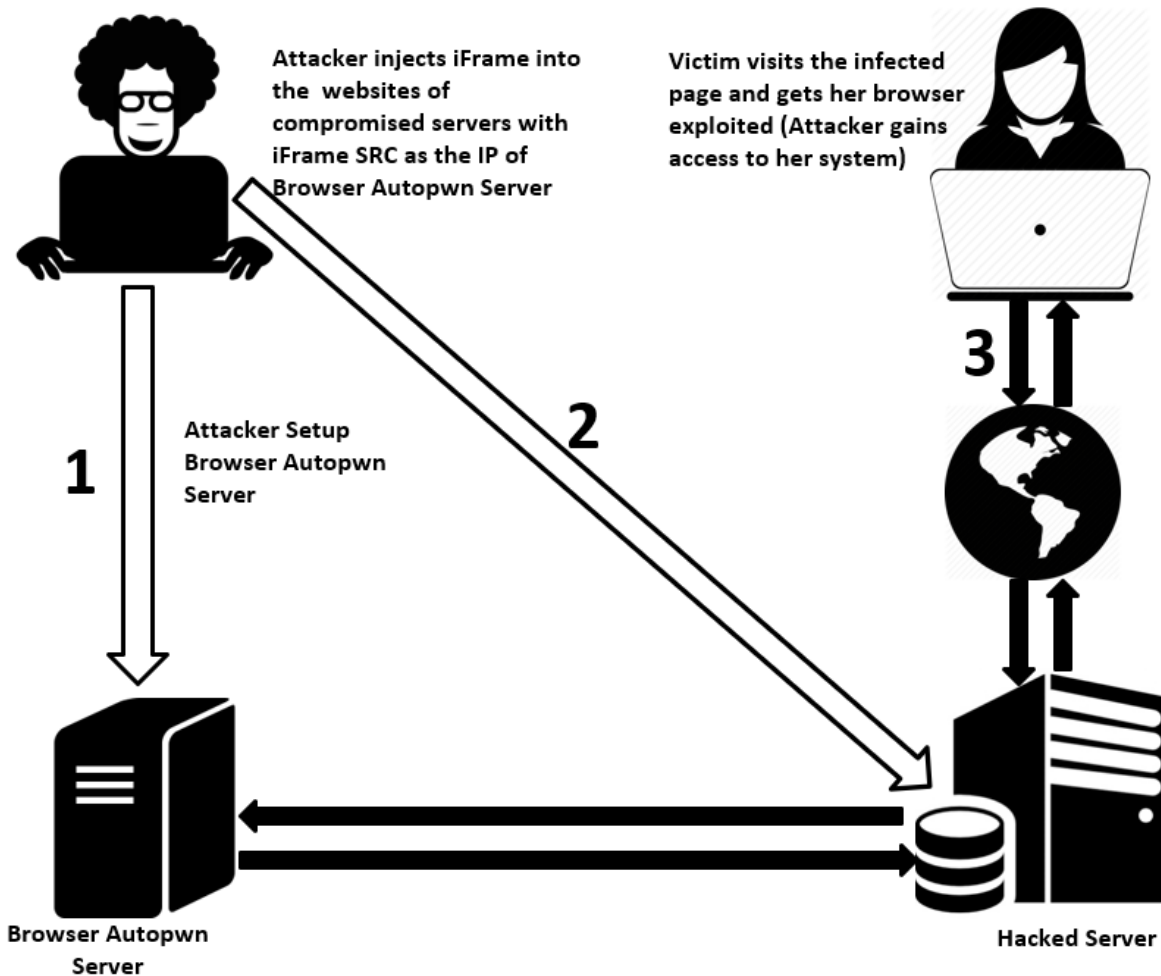 Attacker injects iFrame into
the websites of
compromised servers with
iFrame SRC as the IP of
Browser Autopwn Server
Victim visits the infected
page and gets her browser
exploited (Attacker gains
access to her system)
3
2
1
Attacker Setup
Browser Autopwn
Server
Browser Autopwn
Server
Hacked Server